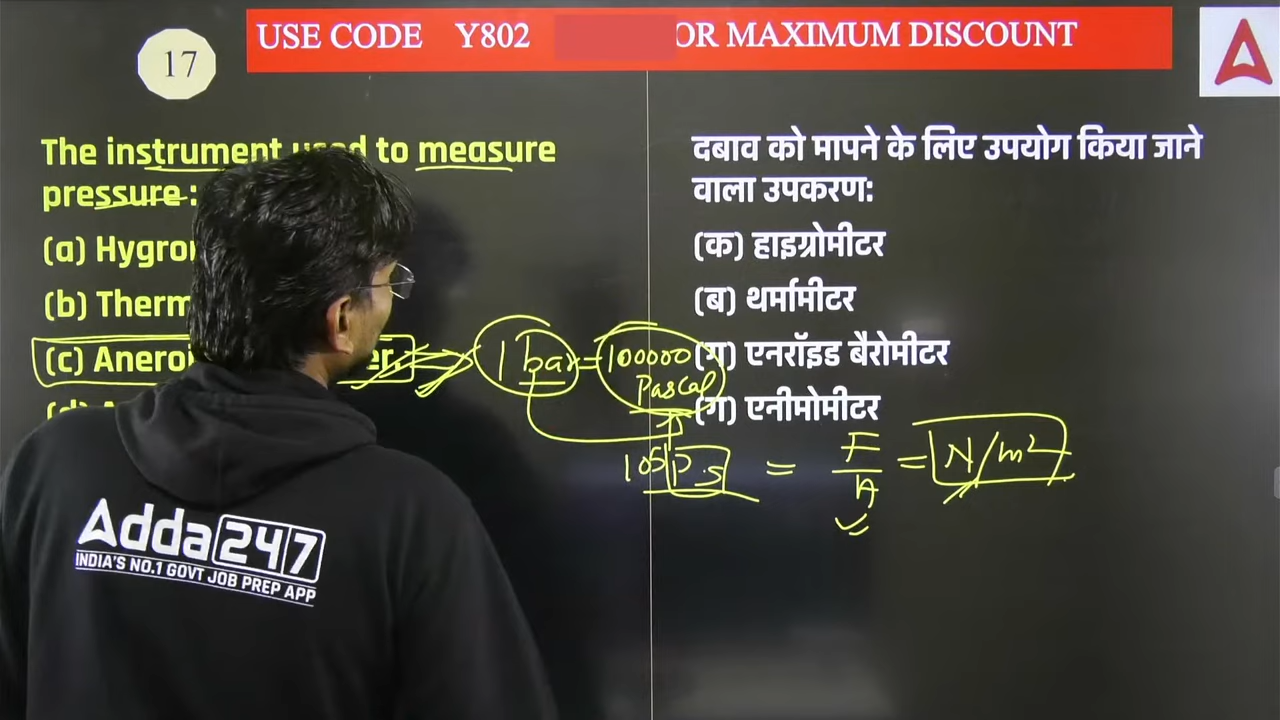 USE CODE Y802 OR MAXIMUM DISCOUNT
17
The instrument used to measure
pressure :
(a) Hygro
(b) Therm
(c) Anero er.
दबाव को मापने के लिए उपयोग किया जाने
वाला उपकरण:
(क) हाइग्रोमीटर
(ब) थर्मामीटर
(ग) एनरॉइड बैरोमीटर
(ग) एनीमोमीटर
1 bar = 100000
Pascal
= F/A = N/m²
Adda247
INDIA'S NO.1 GOVT JOB PREP APP